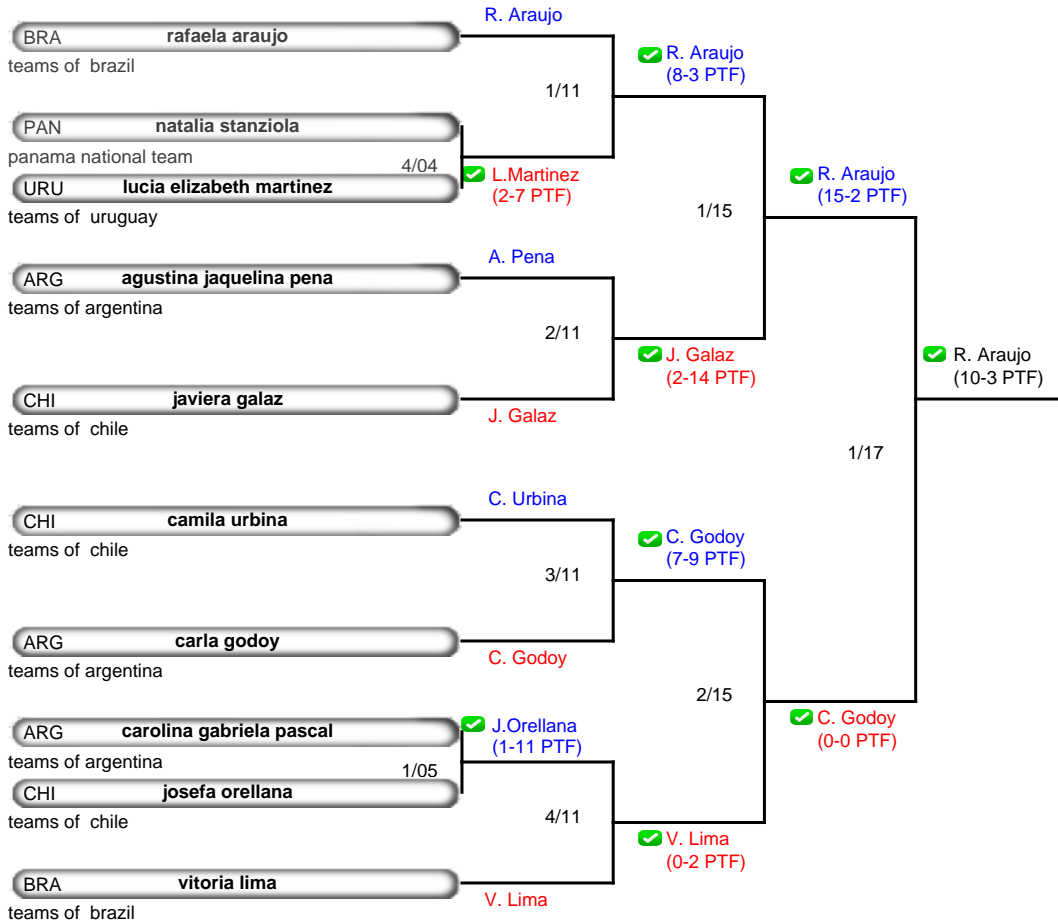 R. Araujo
BRA rafaela araujo
teams of brazil
R. Araujo
(8-3 PTF)
1/11
PAN natalia stanziola
panama national team
4/04
L.Martinez
(2-7 PTF)
URU lucia elizabeth martinez
teams of uruguay
R. Araujo
(15-2 PTF)
1/15
A. Pena
ARG agustina jaquelina pena
teams of argentina
2/11
J. Galaz
(2-14 PTF)
R. Araujo
(10-3 PTF)
CHI javiera galaz
J. Galaz
teams of chile
1/17
C. Urbina
CHI camila urbina
teams of chile
C. Godoy
(7-9 PTF)
3/11
ARG carla godoy
C. Godoy
teams of argentina
2/15
C. Godoy
(0-0 PTF)
ARG carolina gabriela pascal
teams of argentina
J.Orellana
(1-11 PTF)
1/05
CHI josefa orellana
teams of chile
4/11
V. Lima
(0-2 PTF)
BRA vitoria lima
V. Lima
teams of brazil